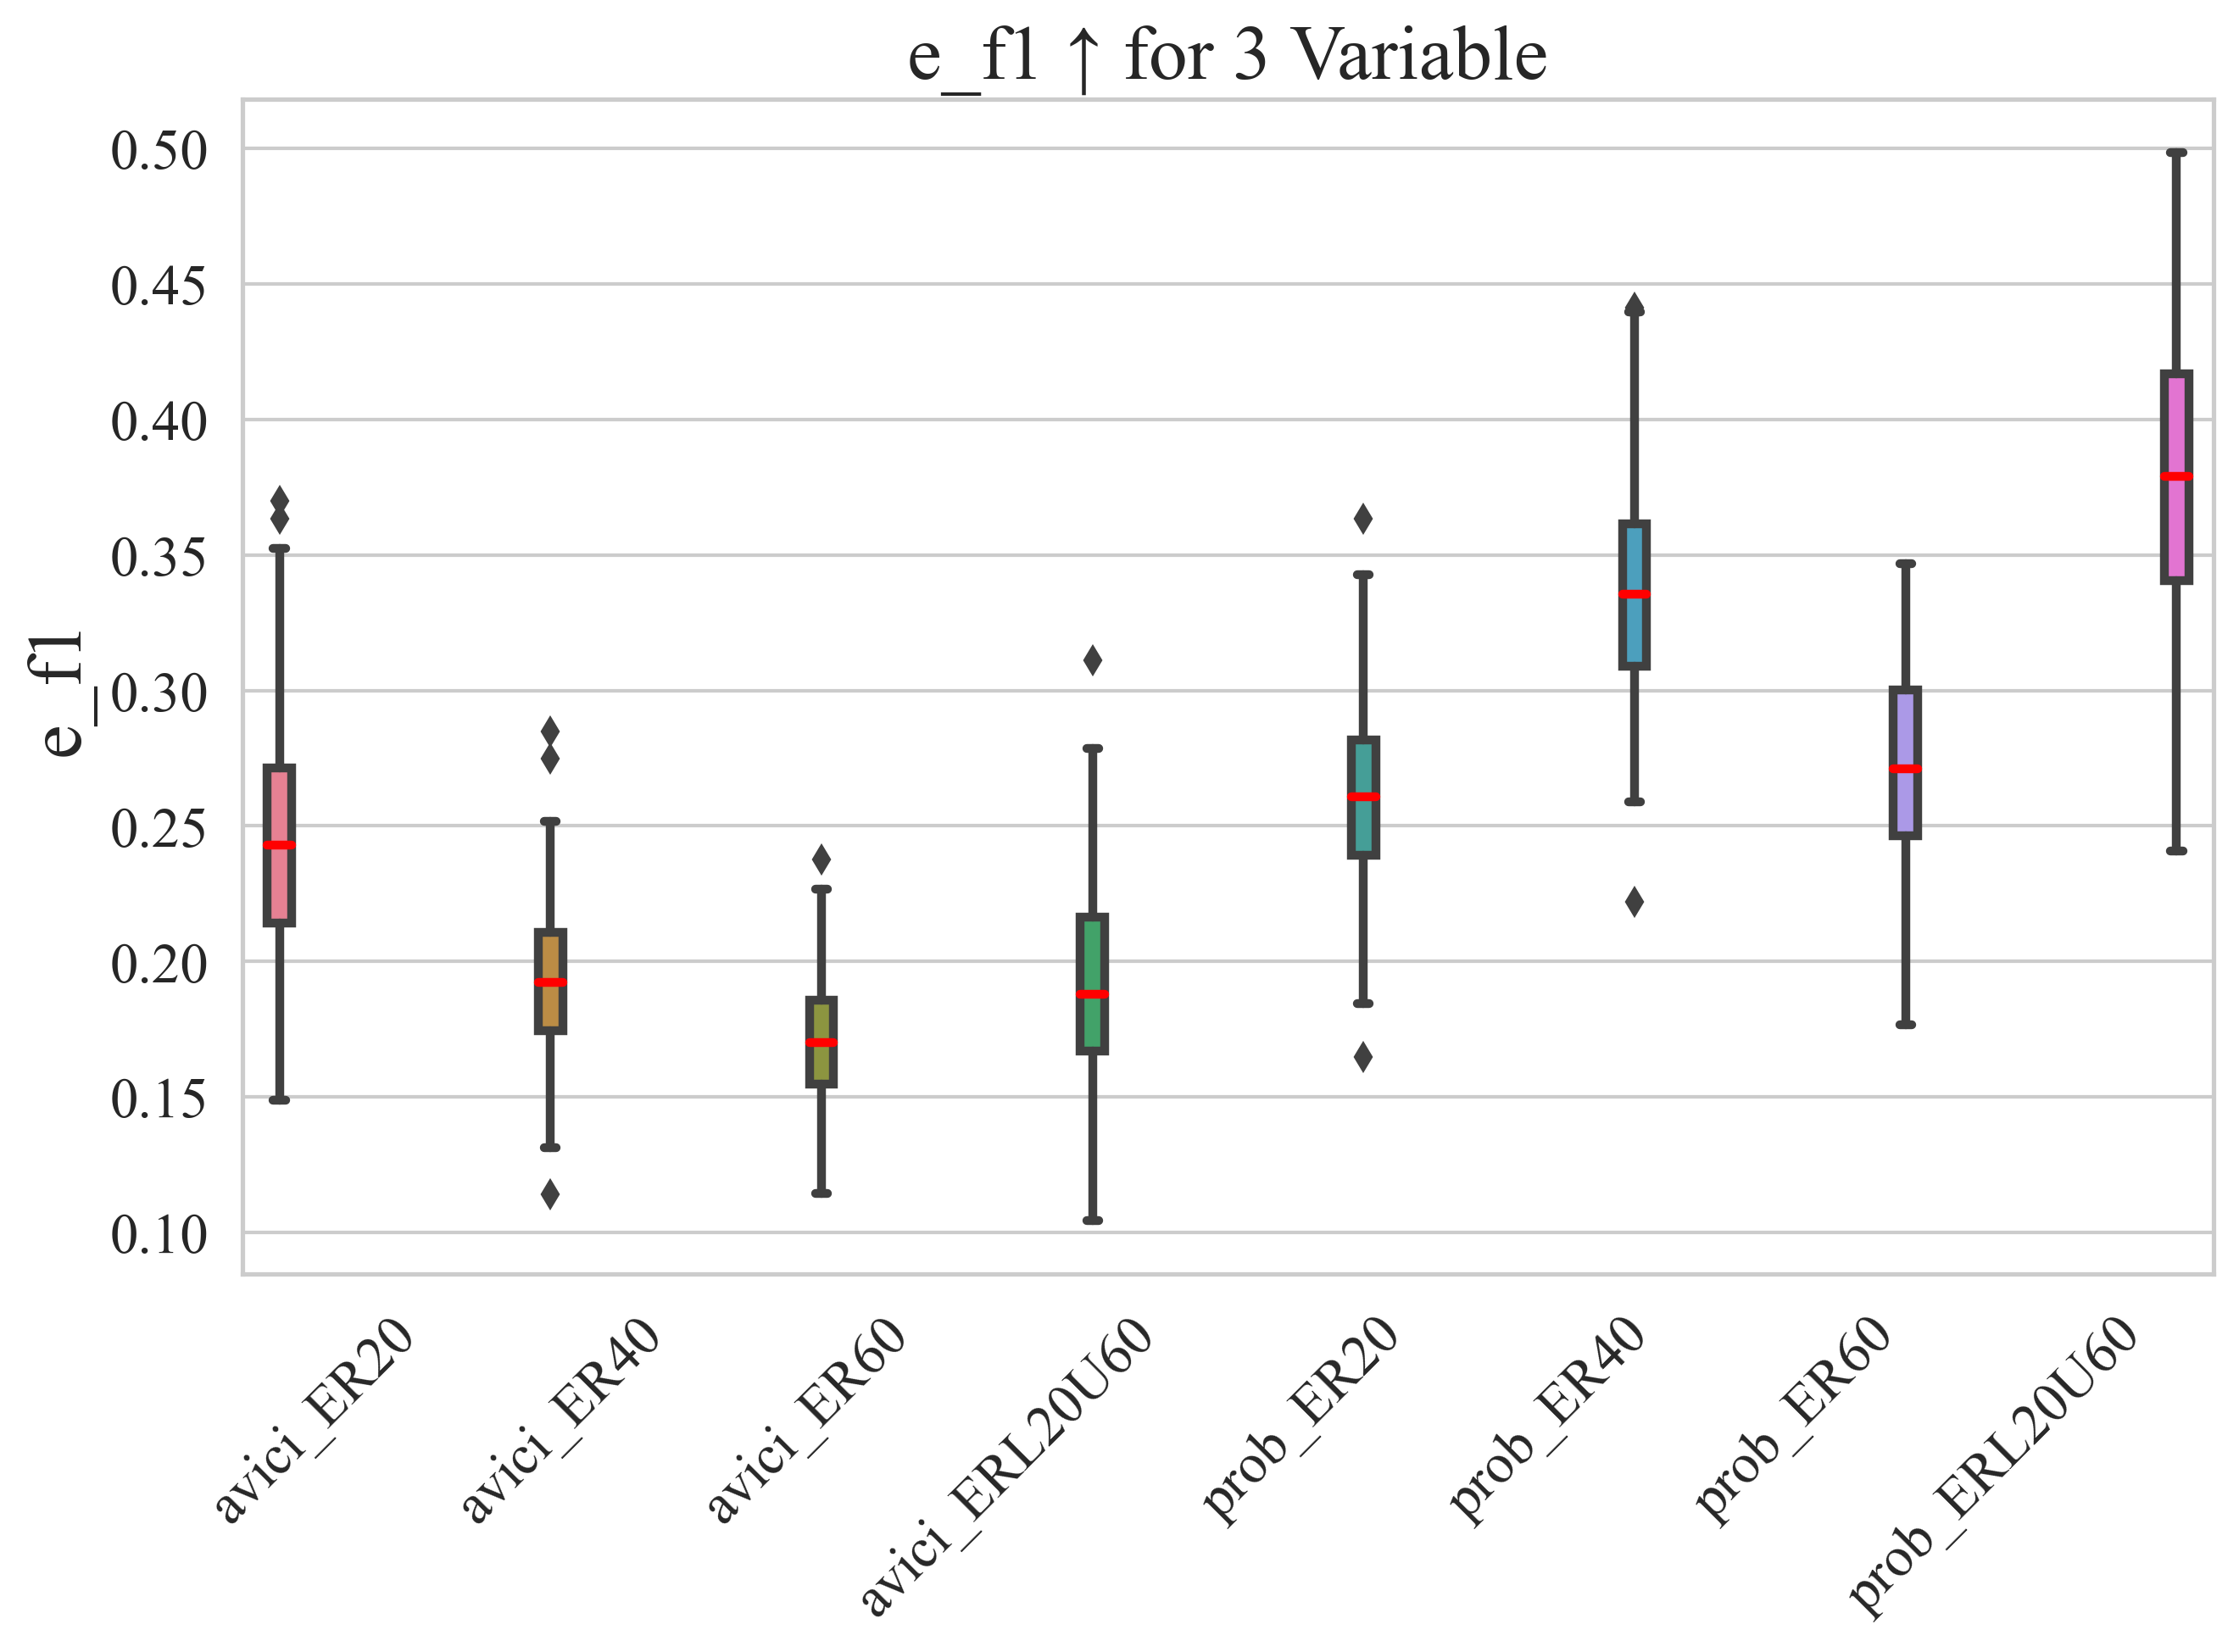 e_f1 ↑ for 3 Variable
e_f1
0.50
0.45
0.40
0.35
0.30
0.25
0.20
0.15
0.10
avici_ER20
avici_ER40
avici_ER60
avici_ERL20U60
prob_ER20
prob_ER40
prob_ER60
prob_ERL20U60